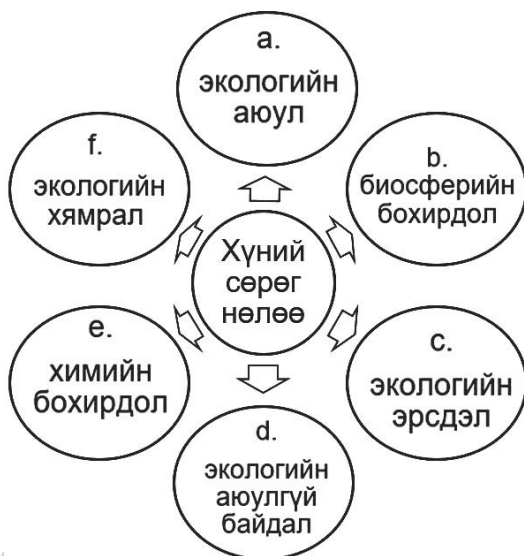 a.
экологийн
аюул
b.
биосферийн
бохирдол
c.
экологийн
эрсдэл
d.
экологийн
аюулгүй
байдал
e.
химийн
бохирдол
f.
экологийн
хямрал
Хүний
сөрөг
нөлөө